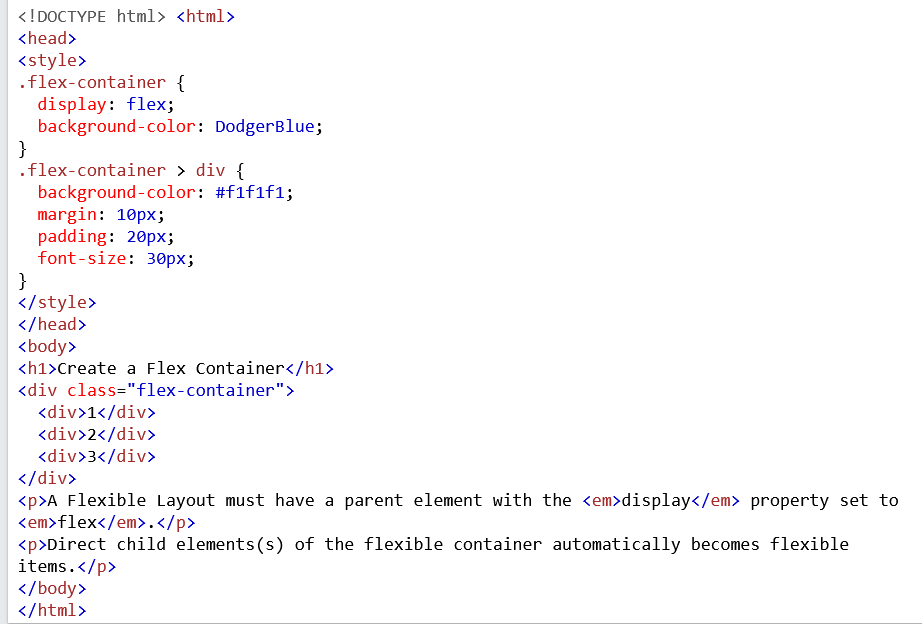 <!DOCTYPE html> <html>
<head>
<style>
.flex-container {
  display: flex;
  background-color: DodgerBlue;
}
.flex-container > div {
  background-color: #f1f1f1;
  margin: 10px;
  padding: 20px;
  font-size: 30px;
}
</style>
</head>
<body>
<h1>Create a Flex Container</h1>
<div class="flex-container">
  <div>1</div>
  <div>2</div>
  <div>3</div>
</div>
<p>A Flexible Layout must have a parent element with the <em>display</em> property set to
<em>flex</em>.</p>
<p>Direct child elements(s) of the flexible container automatically becomes flexible
items.</p>
</body>
</html>